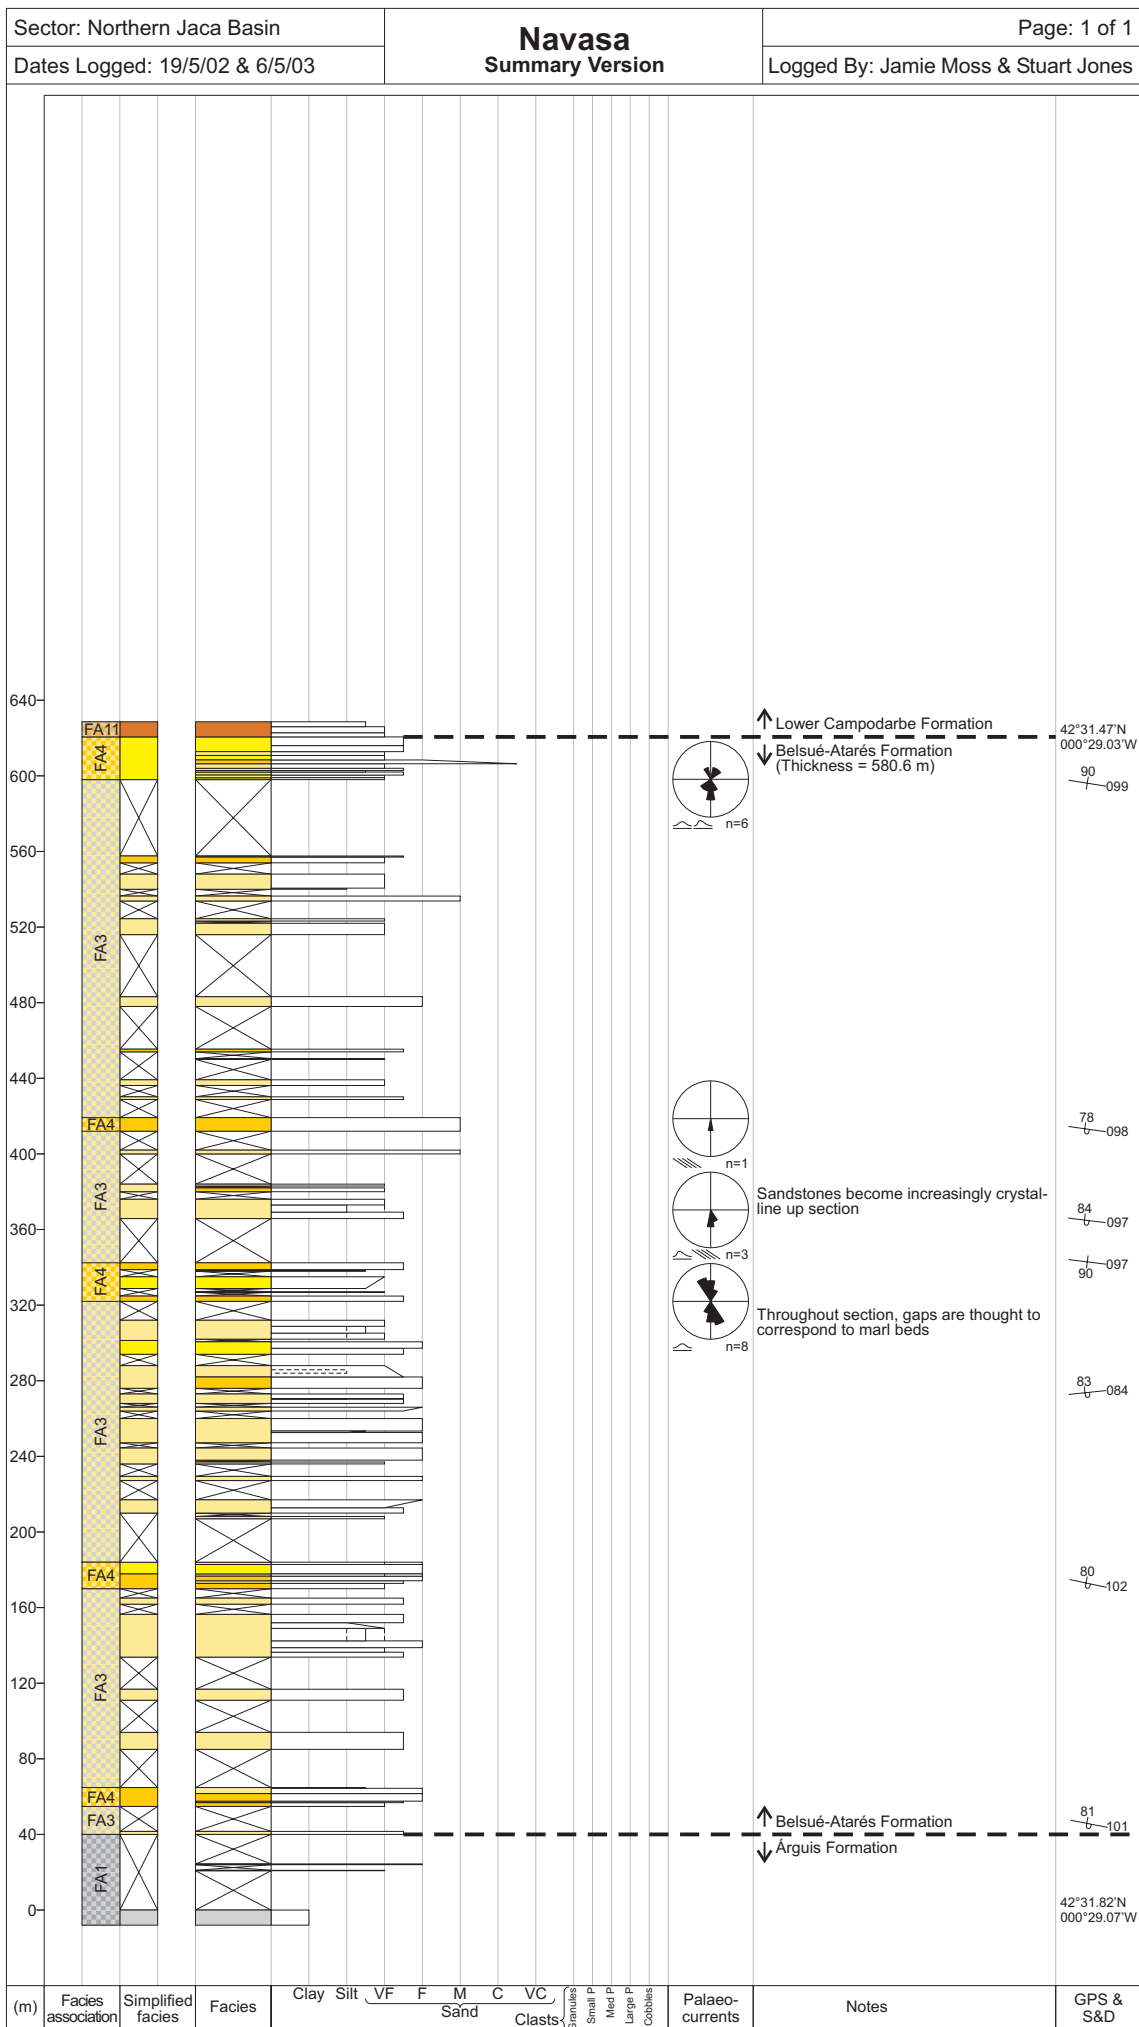 Sector: Northern Jaca Basin
Dates Logged: 19/5/02 & 6/5/03
Navasa
Summary Version
Page: 1 of 1
Logged By: Jamie Moss & Stuart Jones
640
FA11
Lower Campodarbe Formation
42°31.47'N
000°29.03'W
FA4
Belsué-Atarés Formation
(Thickness = 580.6 m)
600
90
099
n=6
560
520
FA3
480
440
FA4
78
098
400
n=1
FA3
Sandstones become increasingly crystal-
line up section
84
097
360
n=3
097
90
FA4
320
Throughout section, gaps are thought to
correspond to marl beds
n=8
280
83
084
FA3
240
200
FA4
80
102
160
FA3
120
80
FA4
FA3
Belsué-Atarés Formation
81
101
40
Árguis Formation
FA1
0
42°31.82'N
000°29.07'W
(m)
Facies
association
Simplified
facies
Facies
Clay Silt VF F M C VC
Sand
Clasts
Granules
Small P
Med P
Large P
Cobbles
Palaeo-
currents
Notes
GPS &
S&D